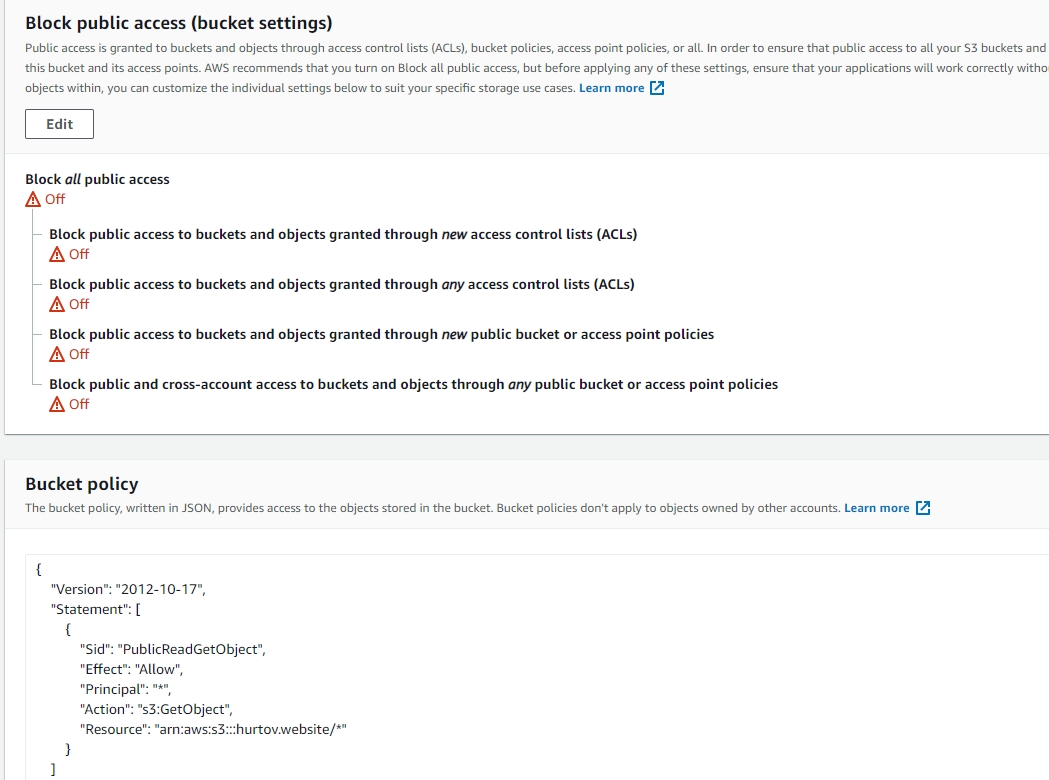 Block public access (bucket settings)
Public access is granted to buckets and objects through access control lists (ACLs), bucket policies, access point policies, or all. In order to ensure that public access to all your S3 buckets and
this bucket and its access points. AWS recommends that you turn on Block all public access, but before applying any of these settings, ensure that your applications will work correctly witho
objects within, you can customize the individual settings below to suit your specific storage use cases. Learn more
Edit
Block all public access
Off
Block public access to buckets and objects granted through new access control lists (ACLs)
Off
Block public access to buckets and objects granted through any access control lists (ACLs)
Off
Block public access to buckets and objects granted through new public bucket or access point policies
Off
Block public and cross-account access to buckets and objects through any public bucket or access point policies
Off
Bucket policy
The bucket policy, written in JSON, provides access to the objects stored in the bucket. Bucket policies don't apply to objects owned by other accounts. Learn more
{
"Version": "2012-10-17",
"Statement": [
{
"Sid": "PublicReadGetObject",
"Effect": "Allow",
"Principal": "*",
"Action": "s3:GetObject",
"Resource": "arn:aws:s3:::hurtov.website/*"
}
]